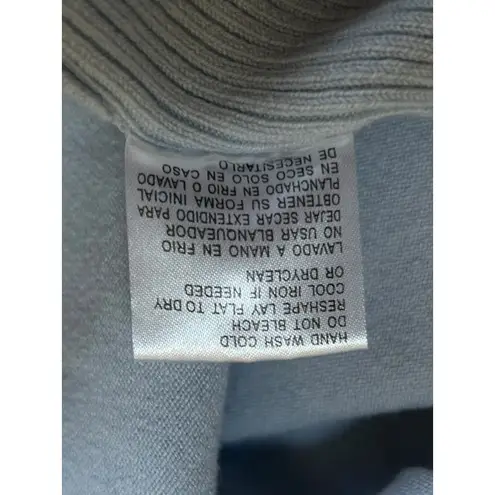 HAND WASH COLD
DO NOT BLEACH
RESHAPE LAY FLAT TO DRY
COOL IRON IF NEEDED
OR DRYCLEAN
LAVADO A MANO EN FRIO
NO USAR BLANQUEADOR
DEJAR SECAR EXTENDIDO PARA
OBTENER SU FORMA INICIAL
PLANCHADO EN FRIO O LAVADO
EN SECO SOLO EN CASO
DE NECESITARLO